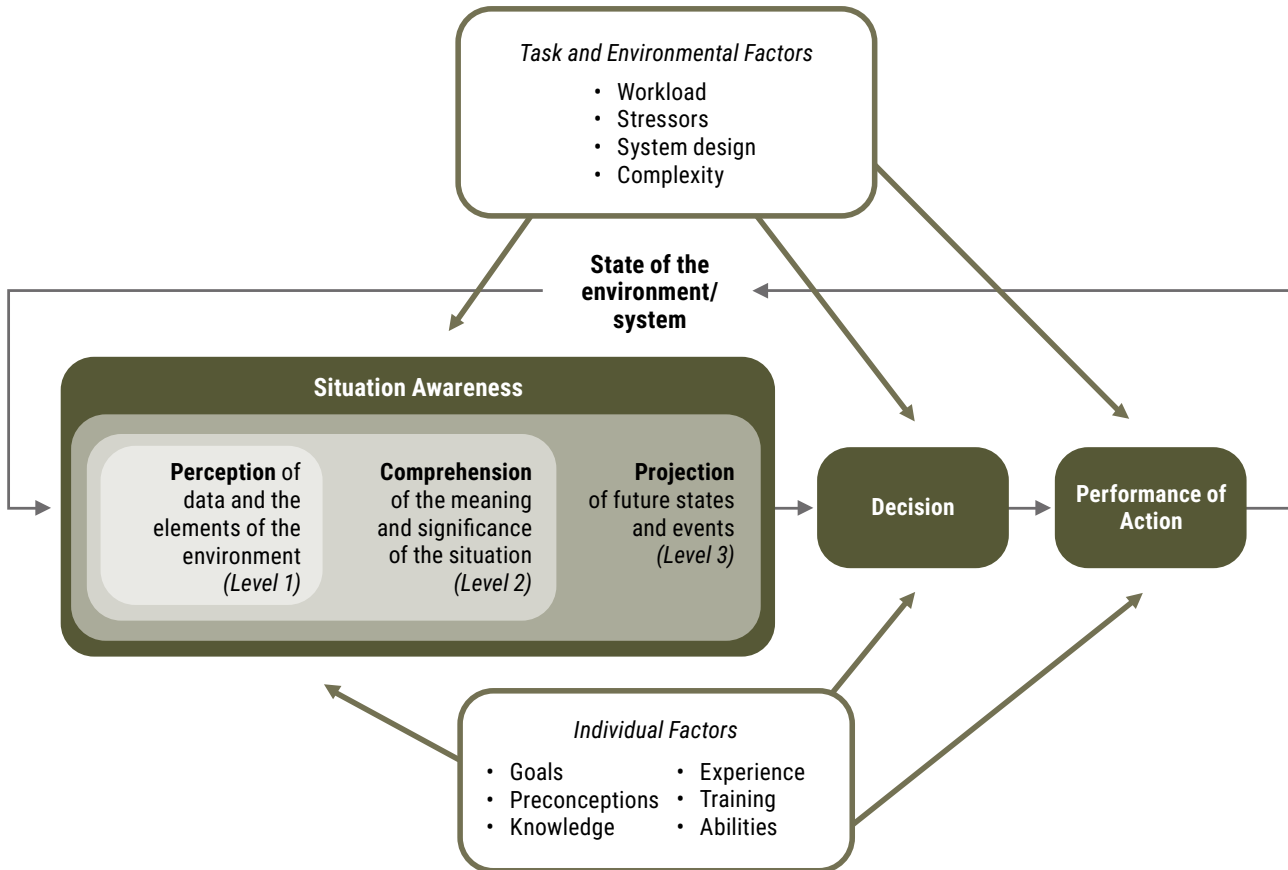 Task and Environmental Factors
• Workload
• Stressors
• System design
• Complexity
State of the
environment/
system
Situation Awareness
Perception of
data and the
elements of the
environment
(Level 1)
Comprehension
of the meaning
and significance
of the situation
(Level 2)
Projection
of future states
and events
(Level 3)
Decision
Performance of
Action
Individual Factors
• Goals
• Preconceptions
• Knowledge
• Experience
• Training
• Abilities